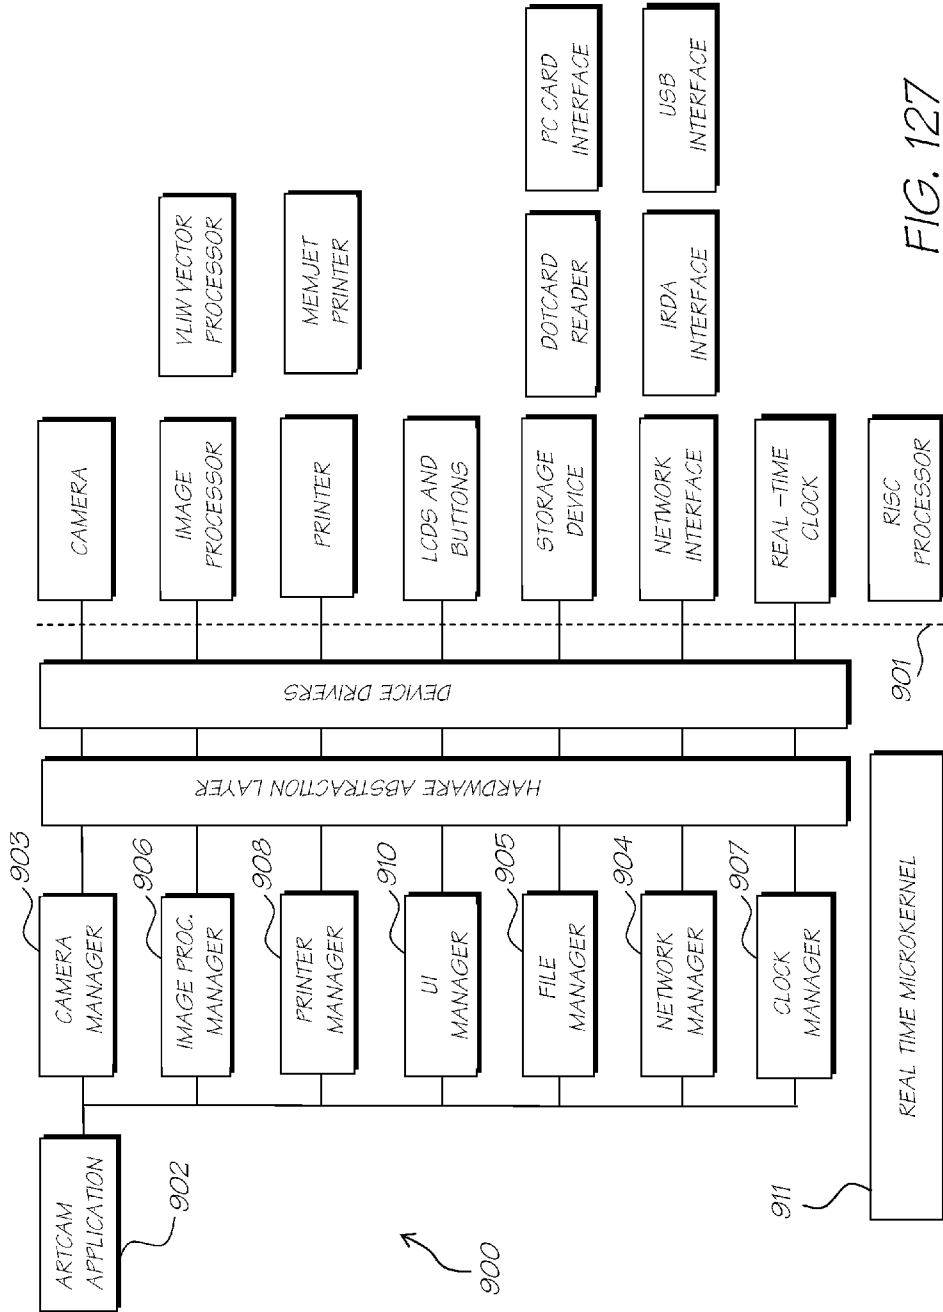 ARTCAM
APPLICATION
902
900
CAMERA
MANAGER
903
IMAGE PROC.
MANAGER
906
PRINTER
MANAGER
908
UI
MANAGER
910
FILE
MANAGER
905
NETWORK
MANAGER
904
CLOCK
MANAGER
907
REAL TIME MICROKERNEL
911
HARDWARE ABSTRACTION LAYER
DEVICE DRIVERS
901
CAMERA
IMAGE
PROCESSOR
VLIW VECTOR
PROCESSOR
PRINTER
MEMJET
PRINTER
LCDS AND
BUTTONS
STORAGE
DEVICE
DOTCARD
READER
PC CARD
INTERFACE
NETWORK
INTERFACE
IRDA
INTERFACE
USB
INTERFACE
REAL-TIME
CLOCK
RISC
PROCESSOR
FIG. 127